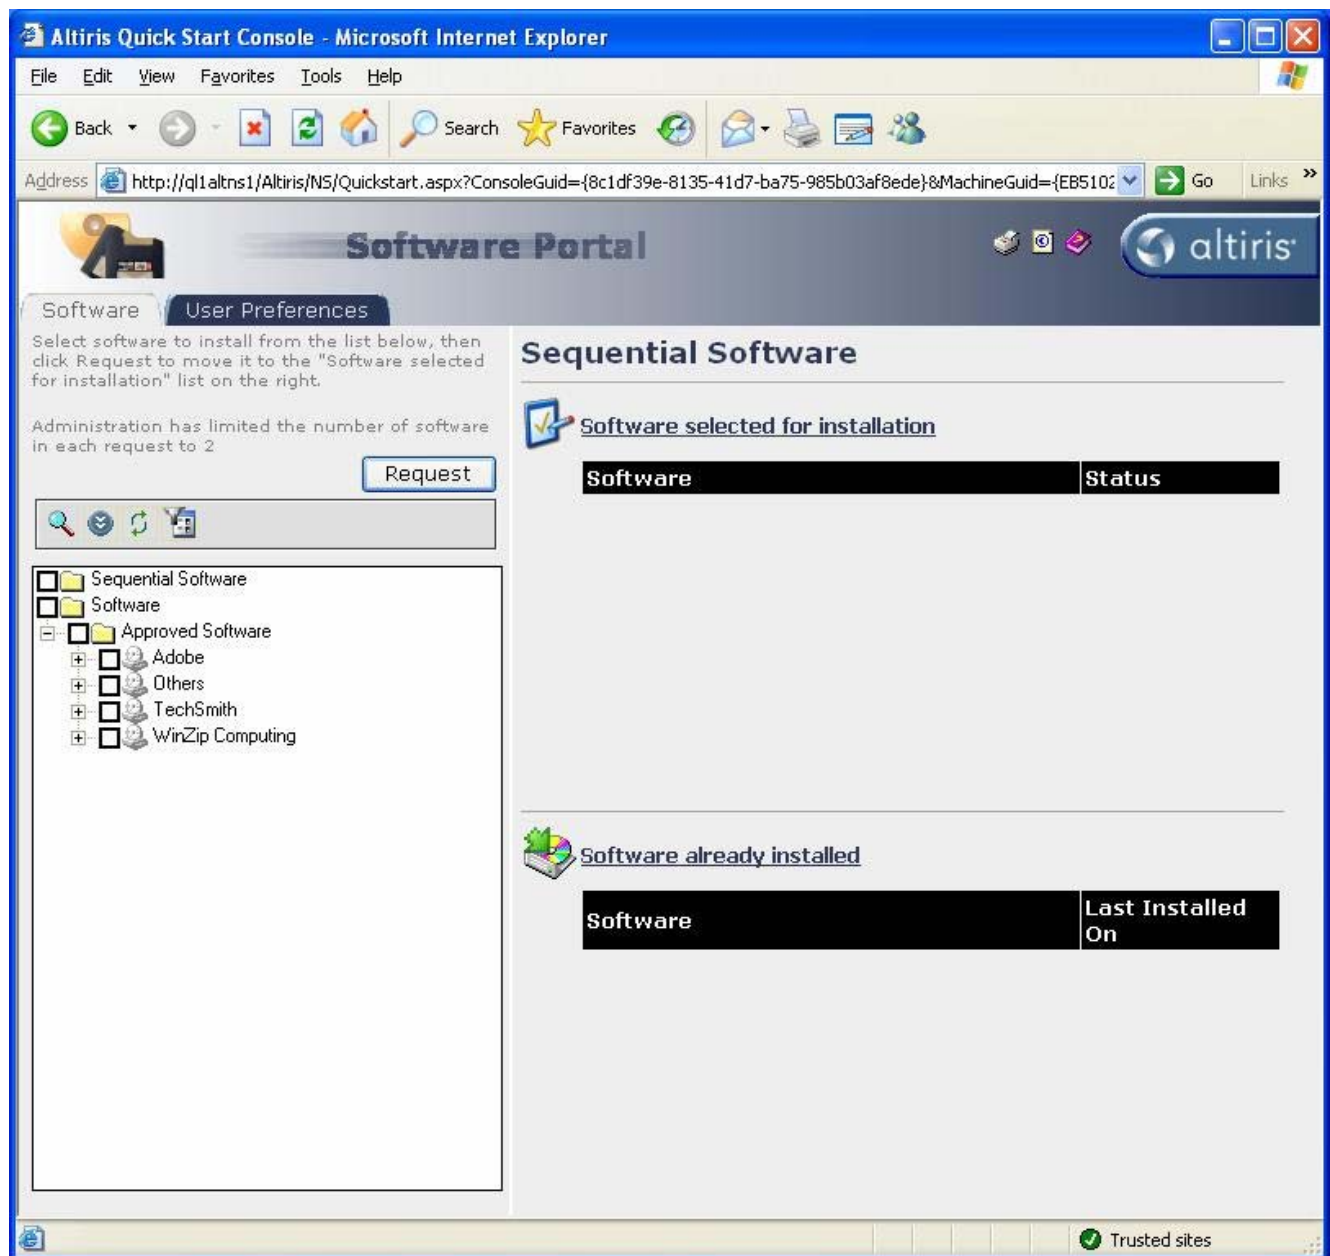 Altiris Quick Start Console - Microsoft Internet Explorer
File Edit View Favorites Tools Help
Back Search Favorites
Address http://ql1altns1/Altiris/NS/Quickstart.aspx?ConsoleGuid={8c1df39e-8135-41d7-ba75-985b03af8ede}&MachineGuid={EB5102 Go Links »
Software Portal
altiris
Software User Preferences
Select software to install from the list below, then
click Request to move it to the "Software selected
for installation" list on the right.
Administration has limited the number of software
in each request to 2
Request
Sequential Software
Software
Approved Software
Adobe
Others
TechSmith
WinZip Computing
Sequential Software
Software selected for installation
Software Status
Software already installed
Software Last Installed
On
Trusted sites